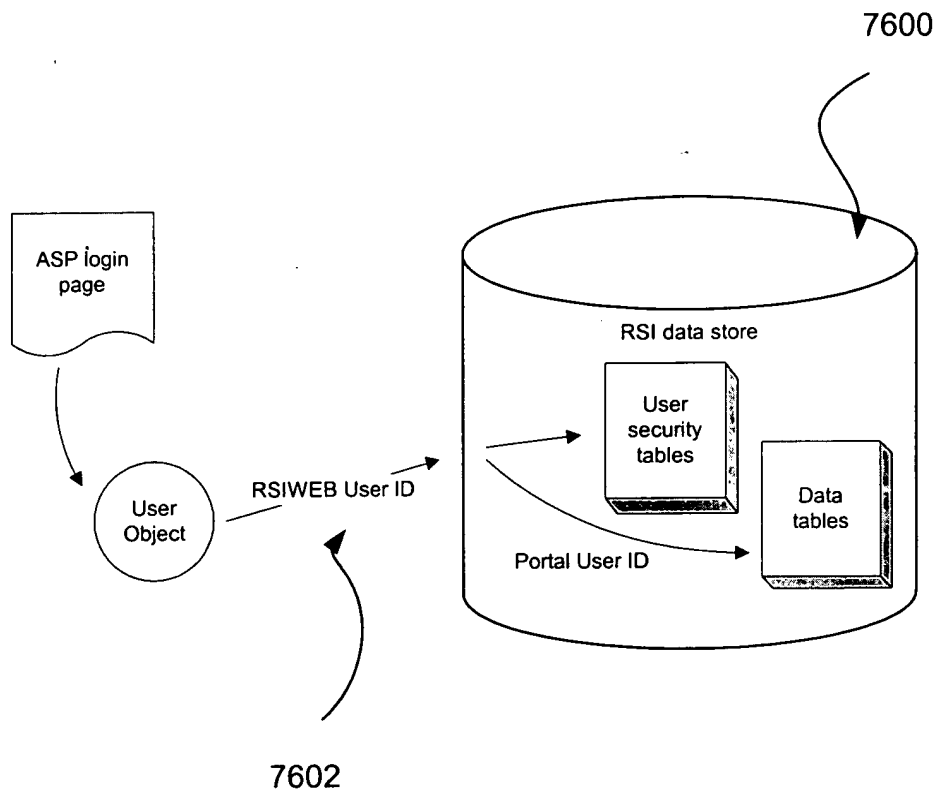 7600
ASP login
page
RSI data store
User
security
tables
Data
tables
RSIWEB User ID
User
Object
Portal User ID
7602